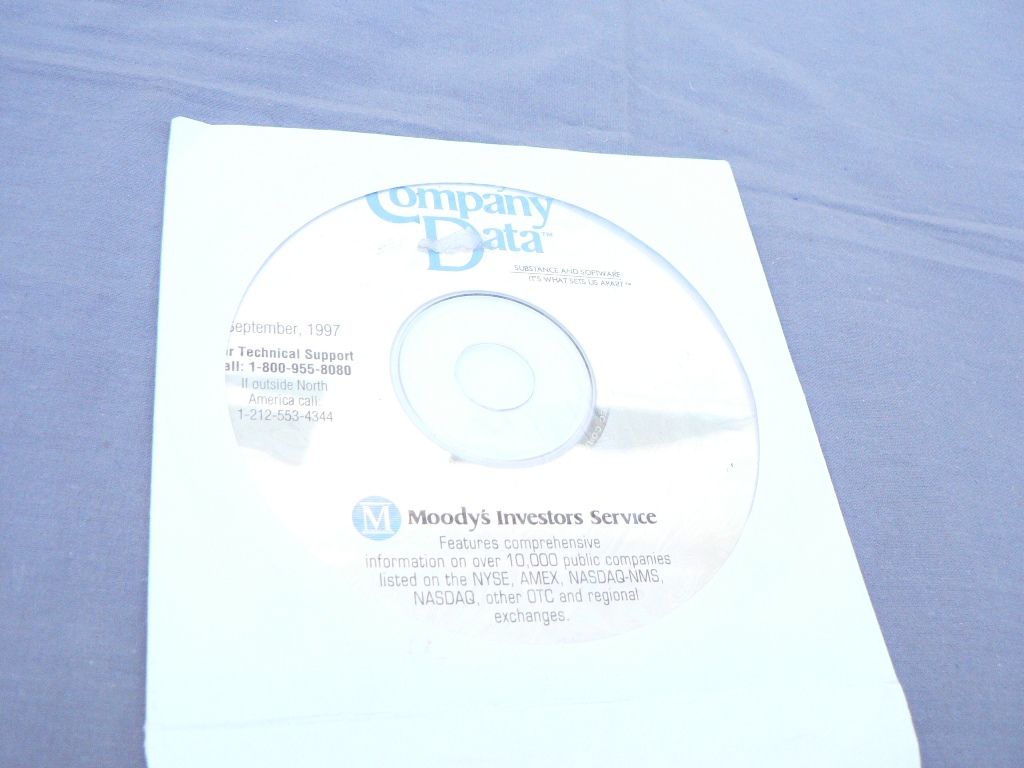 Company
Data™
SUBSTANCE AND SOFTWARE
IT'S WHAT SETS US APART™
September, 1997
r Technical Support
all: 1-800-955-8080
If outside North
America call:
1-212-553-4344
M Moody's Investors Service
Features comprehensive
information on over 10,000 public companies
listed on the NYSE, AMEX, NASDAQ-NMS,
NASDAQ, other OTC and regional
exchanges.